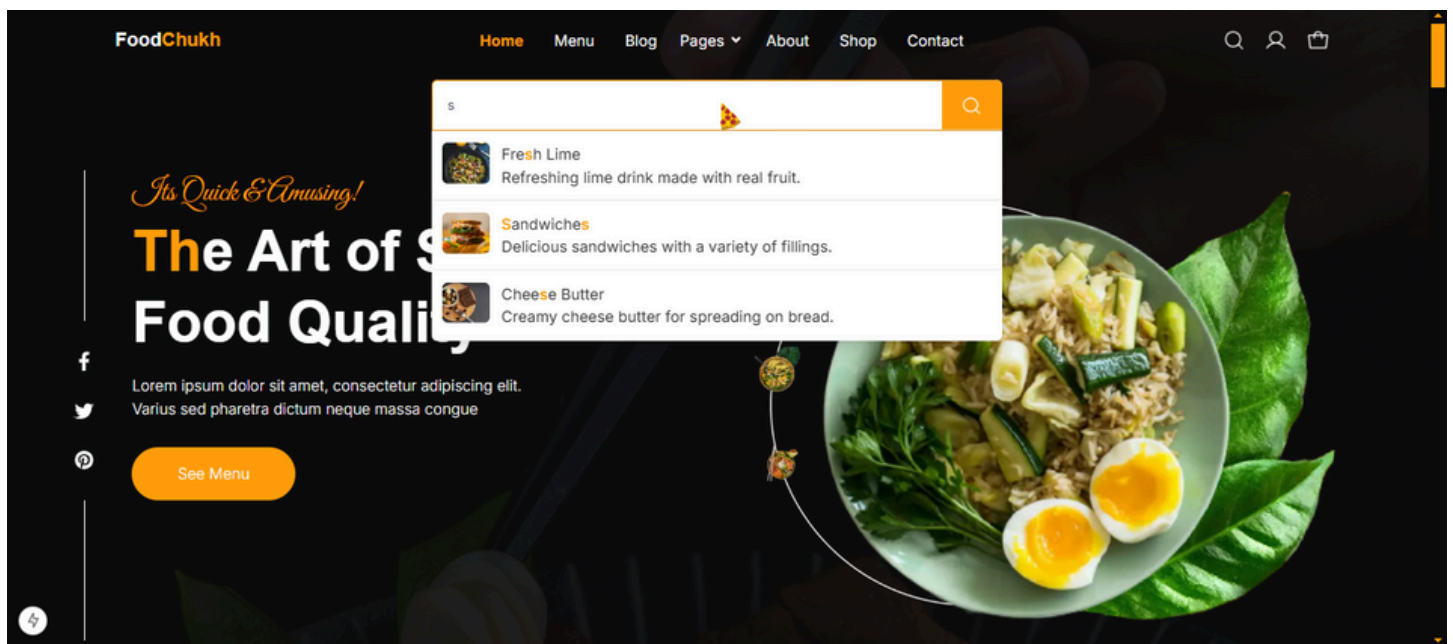 FoodChukh
Home Menu Blog Pages About Shop Contact
s
Fresh Lime
Refreshing lime drink made with real fruit.
Sandwiches
Delicious sandwiches with a variety of fillings.
Cheese Butter
Creamy cheese butter for spreading on bread.
Its Quick & Amusing!
The Art of S
Food Quality
Lorem ipsum dolor sit amet, consectetur adipiscing elit.
Varius sed pharetra dictum neque massa congue
See Menu